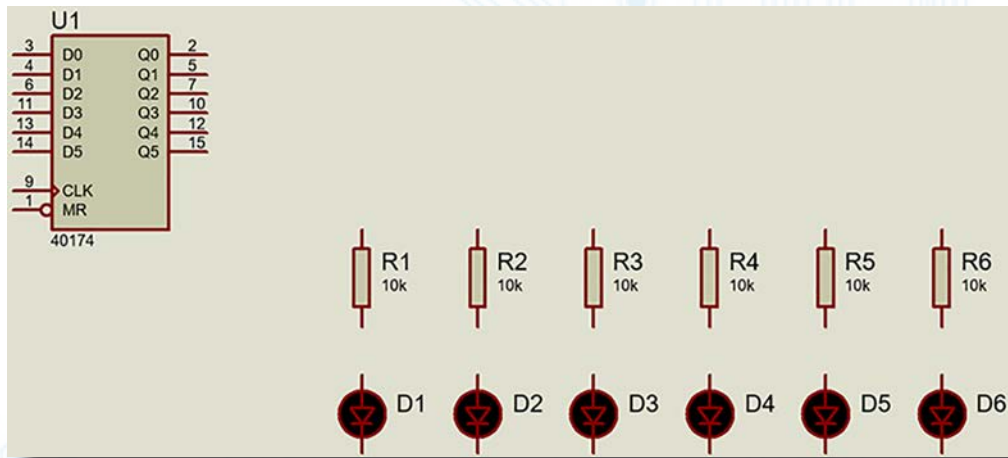 U1
3 D0 Q0 2
4 D1 Q1 5
6 D2 Q2 7
11 D3 Q3 10
13 D4 Q4 12
14 D5 Q5 15
9 CLK
1 MR
40174
R1 R2 R3 R4 R5 R6
10k 10k 10k 10k 10k 10k
D1 D2 D3 D4 D5 D6